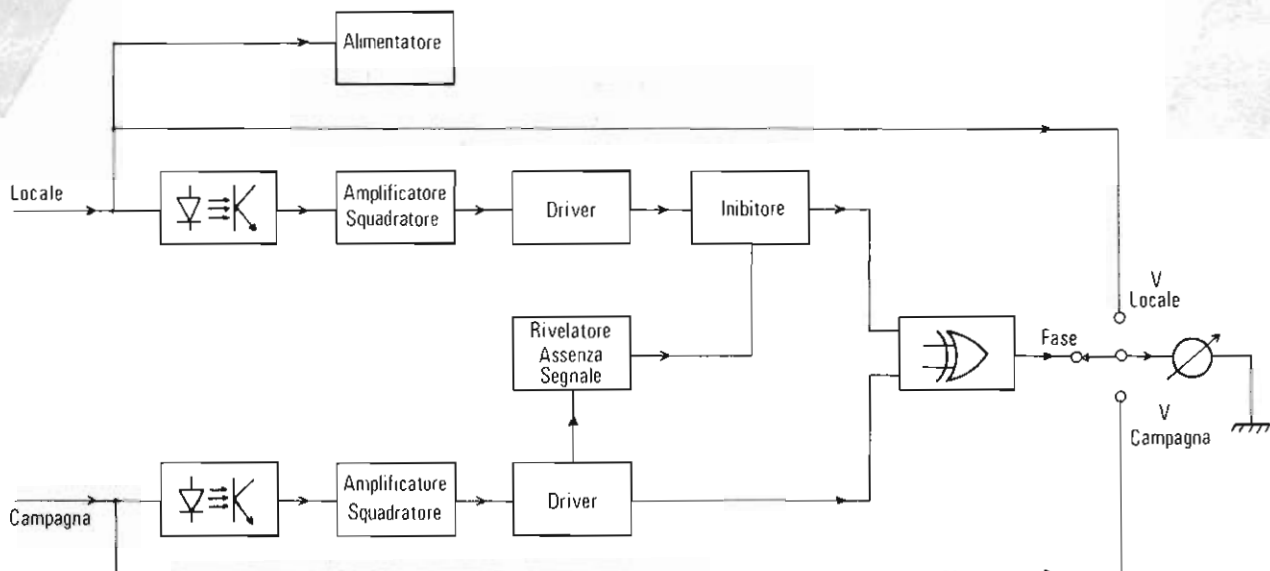 Alimentatore
Locale
Amplificatore
Squadratore
Driver
Inibitore
V
Locale
Rivelatore
Assenza
Segnale
Fase
V
Campagna
Campagna
Amplificatore
Squadratore
Driver